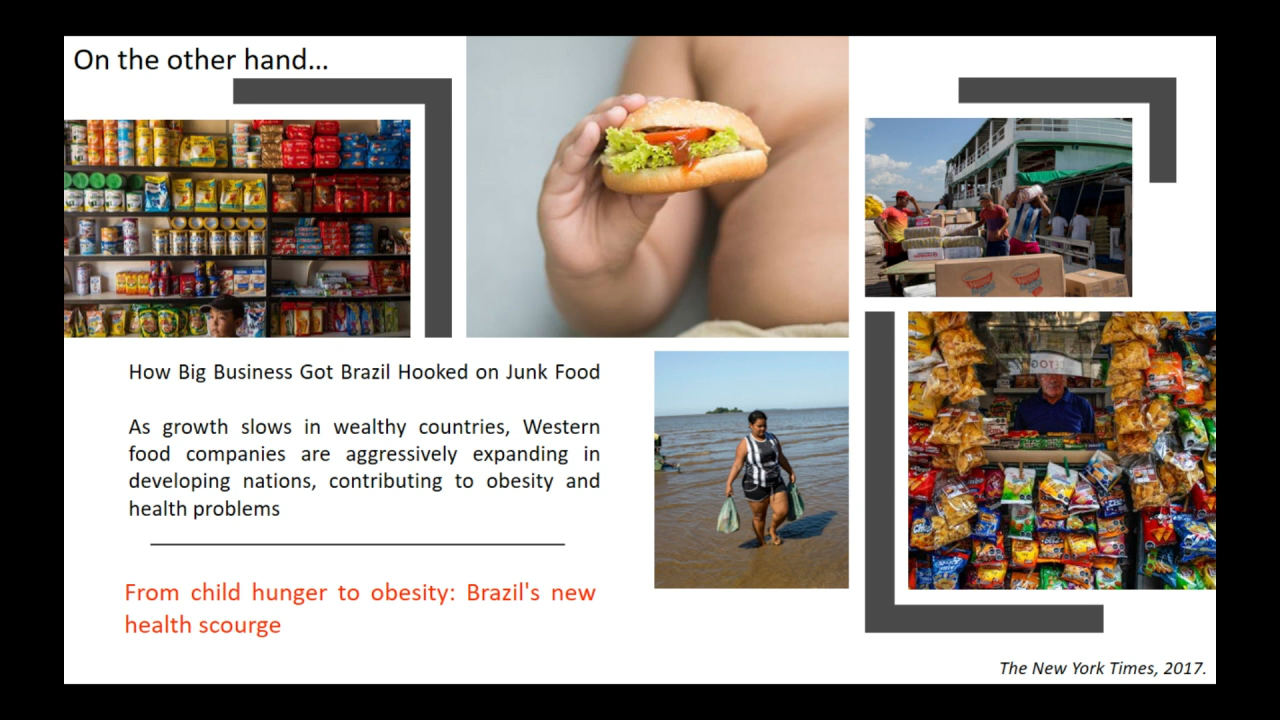 On the other hand...
How Big Business Got Brazil Hooked on Junk Food
As growth slows in wealthy countries, Western
food companies are aggressively expanding in
developing nations, contributing to obesity and
health problems
From child hunger to obesity: Brazil's new
health scourge
The New York Times, 2017.